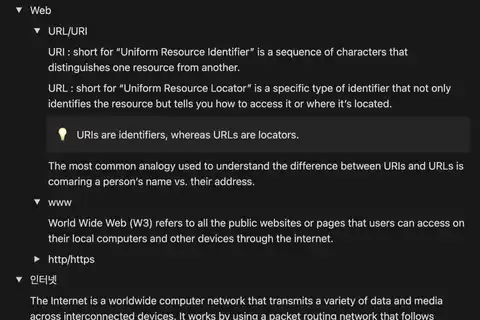 Web
URL/URI
URI : short for “Uniform Resource Identifier” is a sequence of characters that
distinguishes one resource from another.
URL : short for “Uniform Resource Locator” is a specific type of identifier that not only
identifies the resource but tells you how to access it or where it’s located.
URIs are identifiers, whereas URLs are locators.
The most common analogy used to understand the difference between URIs and URLs is
comaring a person’s name vs. their address.
www
World Wide Web (W3) refers to all the public websites or pages that users can access on
their local computers and other devices through the internet.
http/https
인터넷
The Internet is a worldwide computer network that transmits a variety of data and media
across interconnected devices. It works by using a packet routing network that follows